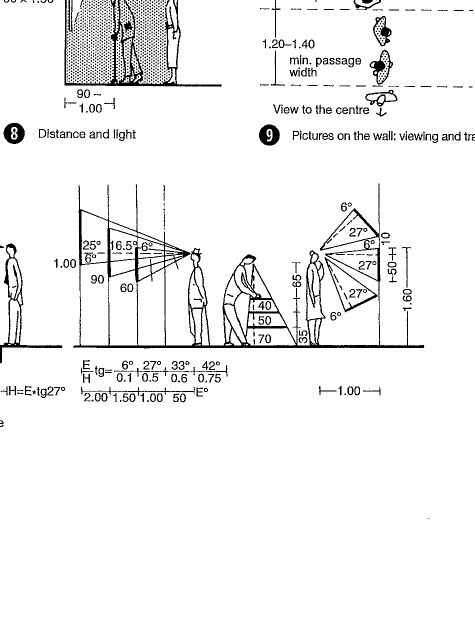 1.20–1.40
min. passage
width
90 –
1.00
View to the centre
8 Distance and light
9 Pictures on the wall: viewing and tra
6°
25° 16.5° 6°
27°
10
6°
6°
1.00
27°
50
90
60
65
40
27°
1.60
50
6°
35
70
E/H tg= 6°/0.1 27°/0.5 33°/0.6 42°/0.75
H=E•tg27°
2.00 1.50 1.00 50 E°
1.00
e